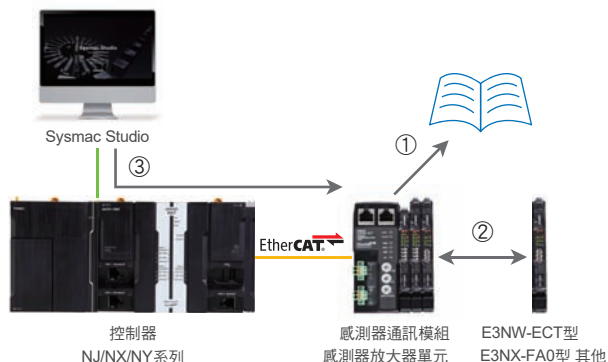 Sysmac Studio
Sysmac Studio
①
③
②
EtherCAT
控制器
NJ/NX/NY系列
感測器通訊模組
感測器放大器單元
E3NW-ECT型
E3NX-FA0型 其他